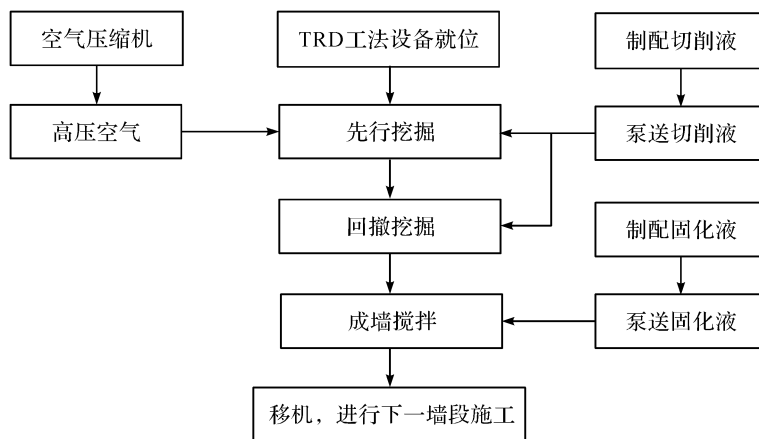 空气压缩机
TRD工法设备就位
制配切削液
高压空气
先行挖掘
泵送切削液
回撤挖掘
制配固化液
成墙搅拌
泵送固化液
移机，进行下一墙段施工